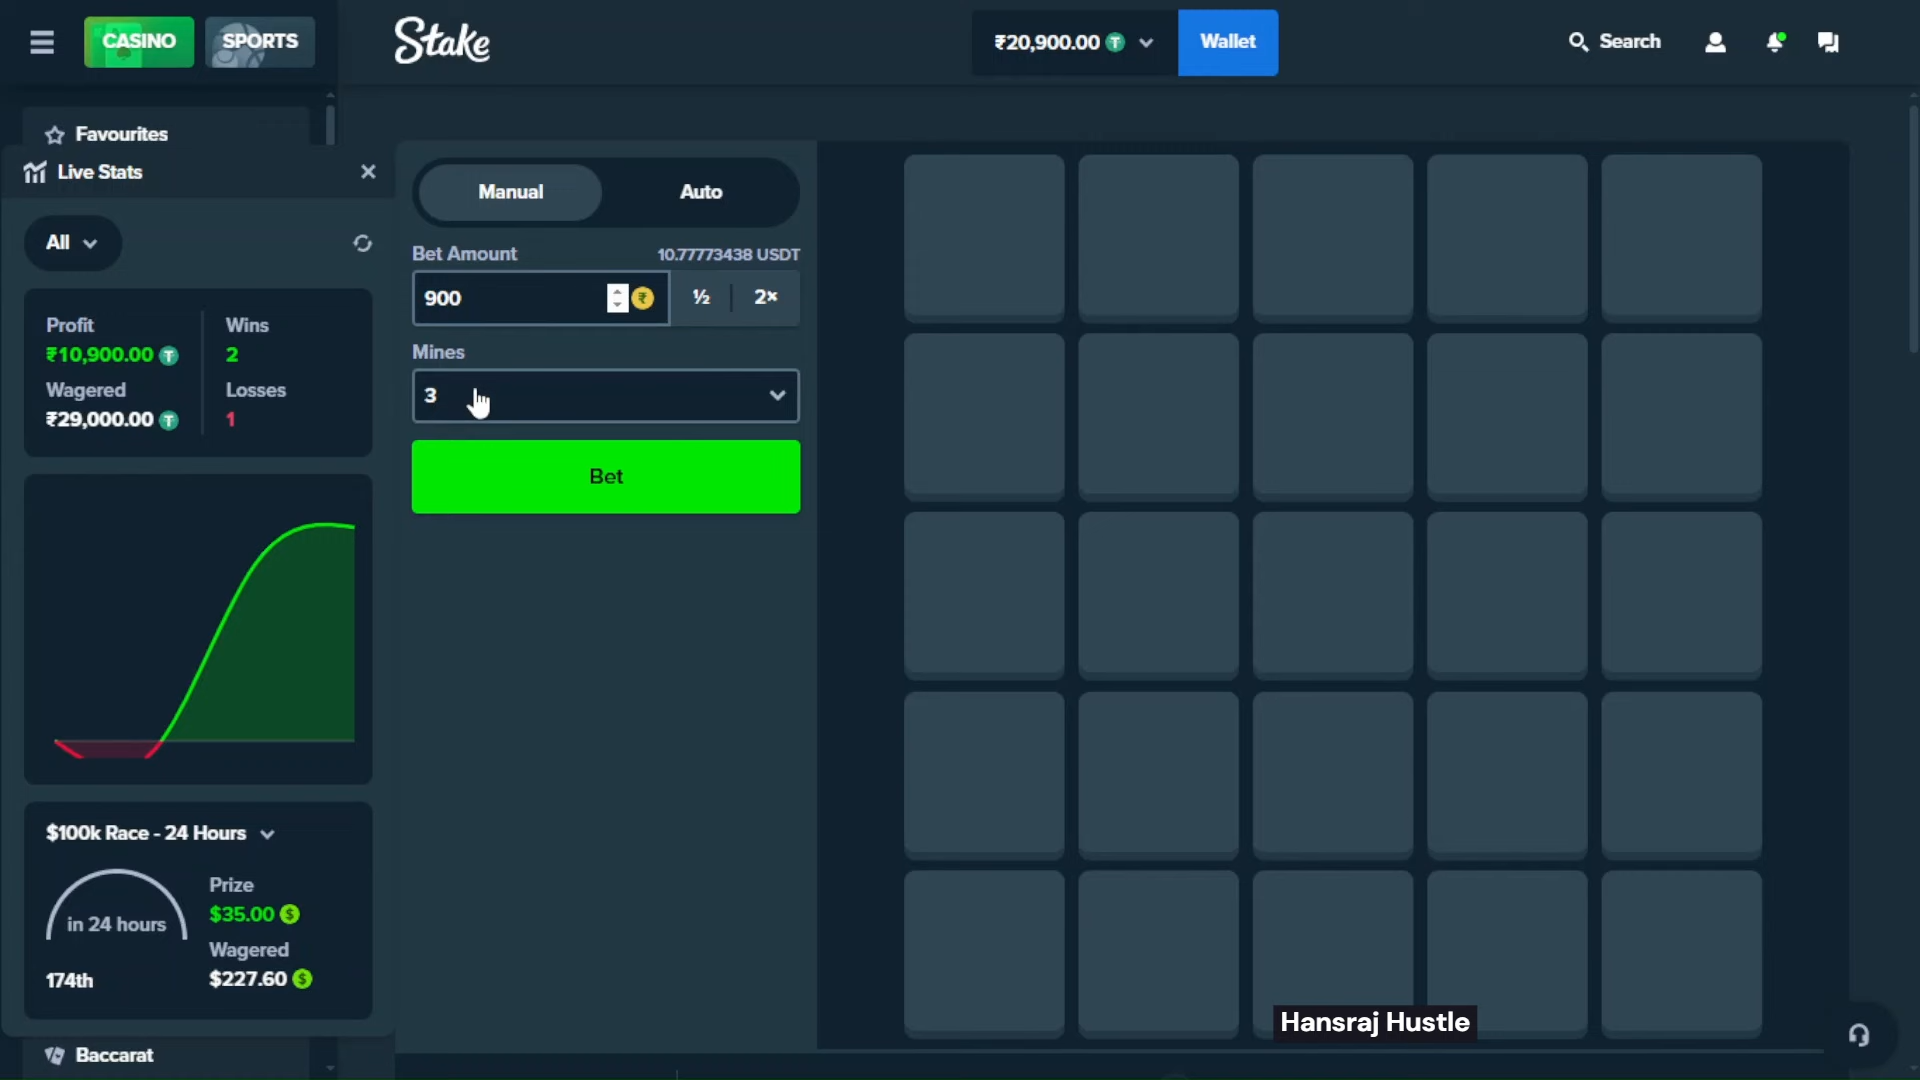 CASINO
SPORTS
Stake
₹20,900.00
Wallet
Search
Favourites
Live Stats
All
Profit
₹10,900.00
Wins
2
Wagered
₹29,000.00
Losses
1
$100k Race - 24 Hours
in 24 hours
174th
Prize
$35.00
Wagered
$227.60
Baccarat
Manual
Auto
Bet Amount
10.77773438 USDT
900
½
2×
Mines
3
Bet
Hansraj Hustle